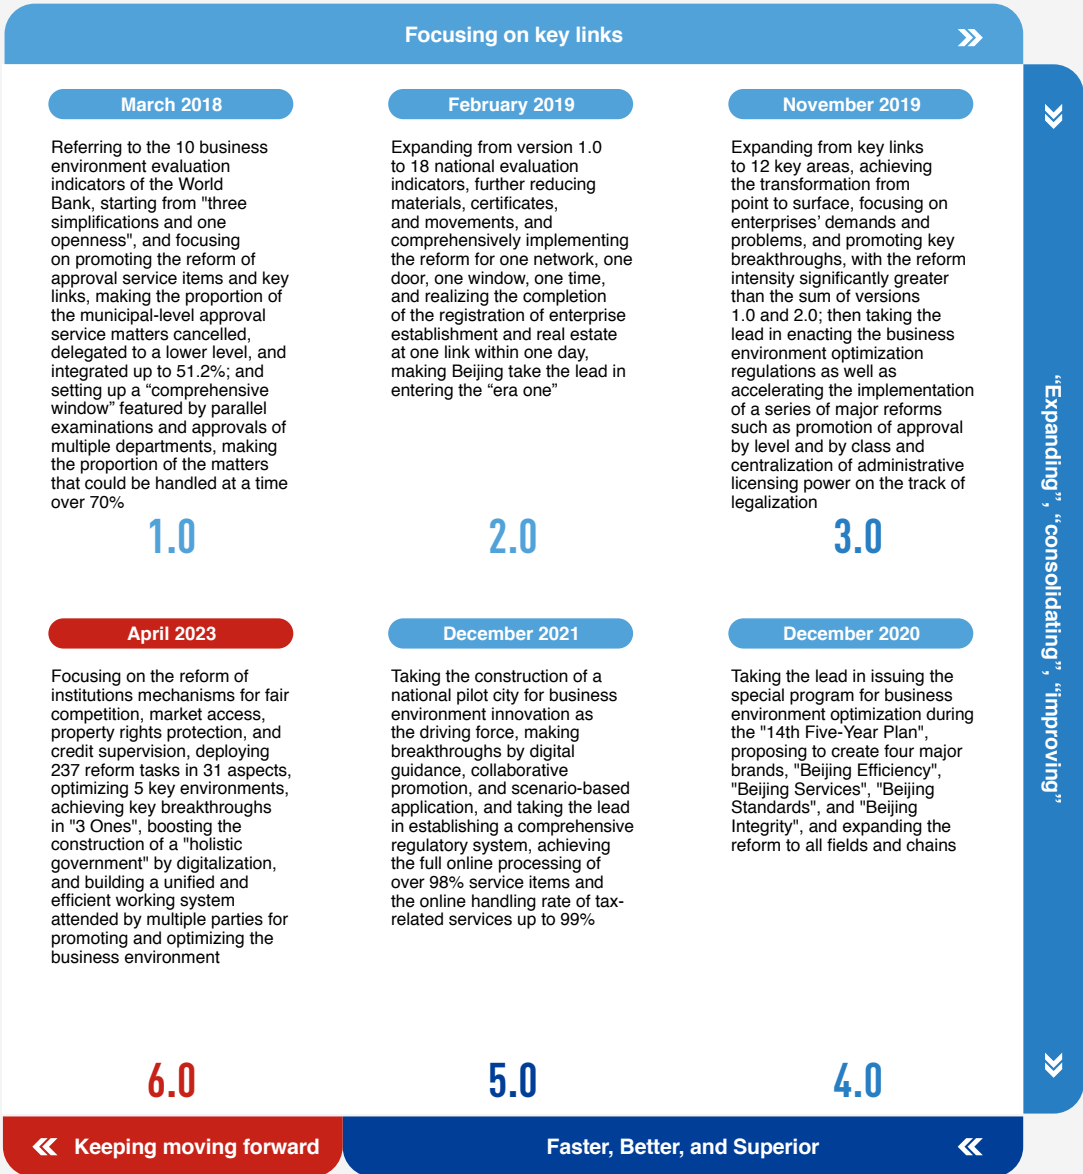 Focusing on key links
March 2018
Referring to the 10 business
environment evaluation
indicators of the World
Bank, starting from "three
simplifications and one
openness", and focusing
on promoting the reform of
approval service items and key
links, making the proportion of
the municipal-level approval
service matters cancelled,
delegated to a lower level, and
integrated up to 51.2%; and
setting up a “comprehensive
window” featured by parallel
examinations and approvals of
multiple departments, making
the proportion of the matters
that could be handled at a time
over 70%
1.0
February 2019
Expanding from version 1.0
to 18 national evaluation
indicators, further reducing
materials, certificates,
and movements, and
comprehensively implementing
the reform for one network, one
door, one window, one time,
and realizing the completion
of the registration of enterprise
establishment and real estate
at one link within one day,
making Beijing take the lead in
entering the “era one”
2.0
November 2019
Expanding from key links
to 12 key areas, achieving
the transformation from
point to surface, focusing on
enterprises’ demands and
problems, and promoting key
breakthroughs, with the reform
intensity significantly greater
than the sum of versions
1.0 and 2.0; then taking the
lead in enacting the business
environment optimization
regulations as well as
accelerating the implementation
of a series of major reforms
such as promotion of approval
by level and by class and
centralization of administrative
licensing power on the track of
legalization
3.0
“Expanding”, “consolidating”, “improving”
December 2020
Taking the lead in issuing the
special program for business
environment optimization during
the "14th Five-Year Plan",
proposing to create four major
brands, "Beijing Efficiency",
"Beijing Services", "Beijing
Standards", and "Beijing
Integrity", and expanding the
reform to all fields and chains
4.0
December 2021
Taking the construction of a
national pilot city for business
environment innovation as
the driving force, making
breakthroughs by digital
guidance, collaborative
promotion, and scenario-based
application, and taking the lead
in establishing a comprehensive
regulatory system, achieving
the full online processing of
over 98% service items and
the online handling rate of tax-
related services up to 99%
5.0
April 2023
Focusing on the reform of
institutions mechanisms for fair
competition, market access,
property rights protection, and
credit supervision, deploying
237 reform tasks in 31 aspects,
optimizing 5 key environments,
achieving key breakthroughs
in "3 Ones", boosting the
construction of a "holistic
government" by digitalization,
and building a unified and
efficient working system
attended by multiple parties for
promoting and optimizing the
business environment
6.0
Faster, Better, and Superior
Keeping moving forward